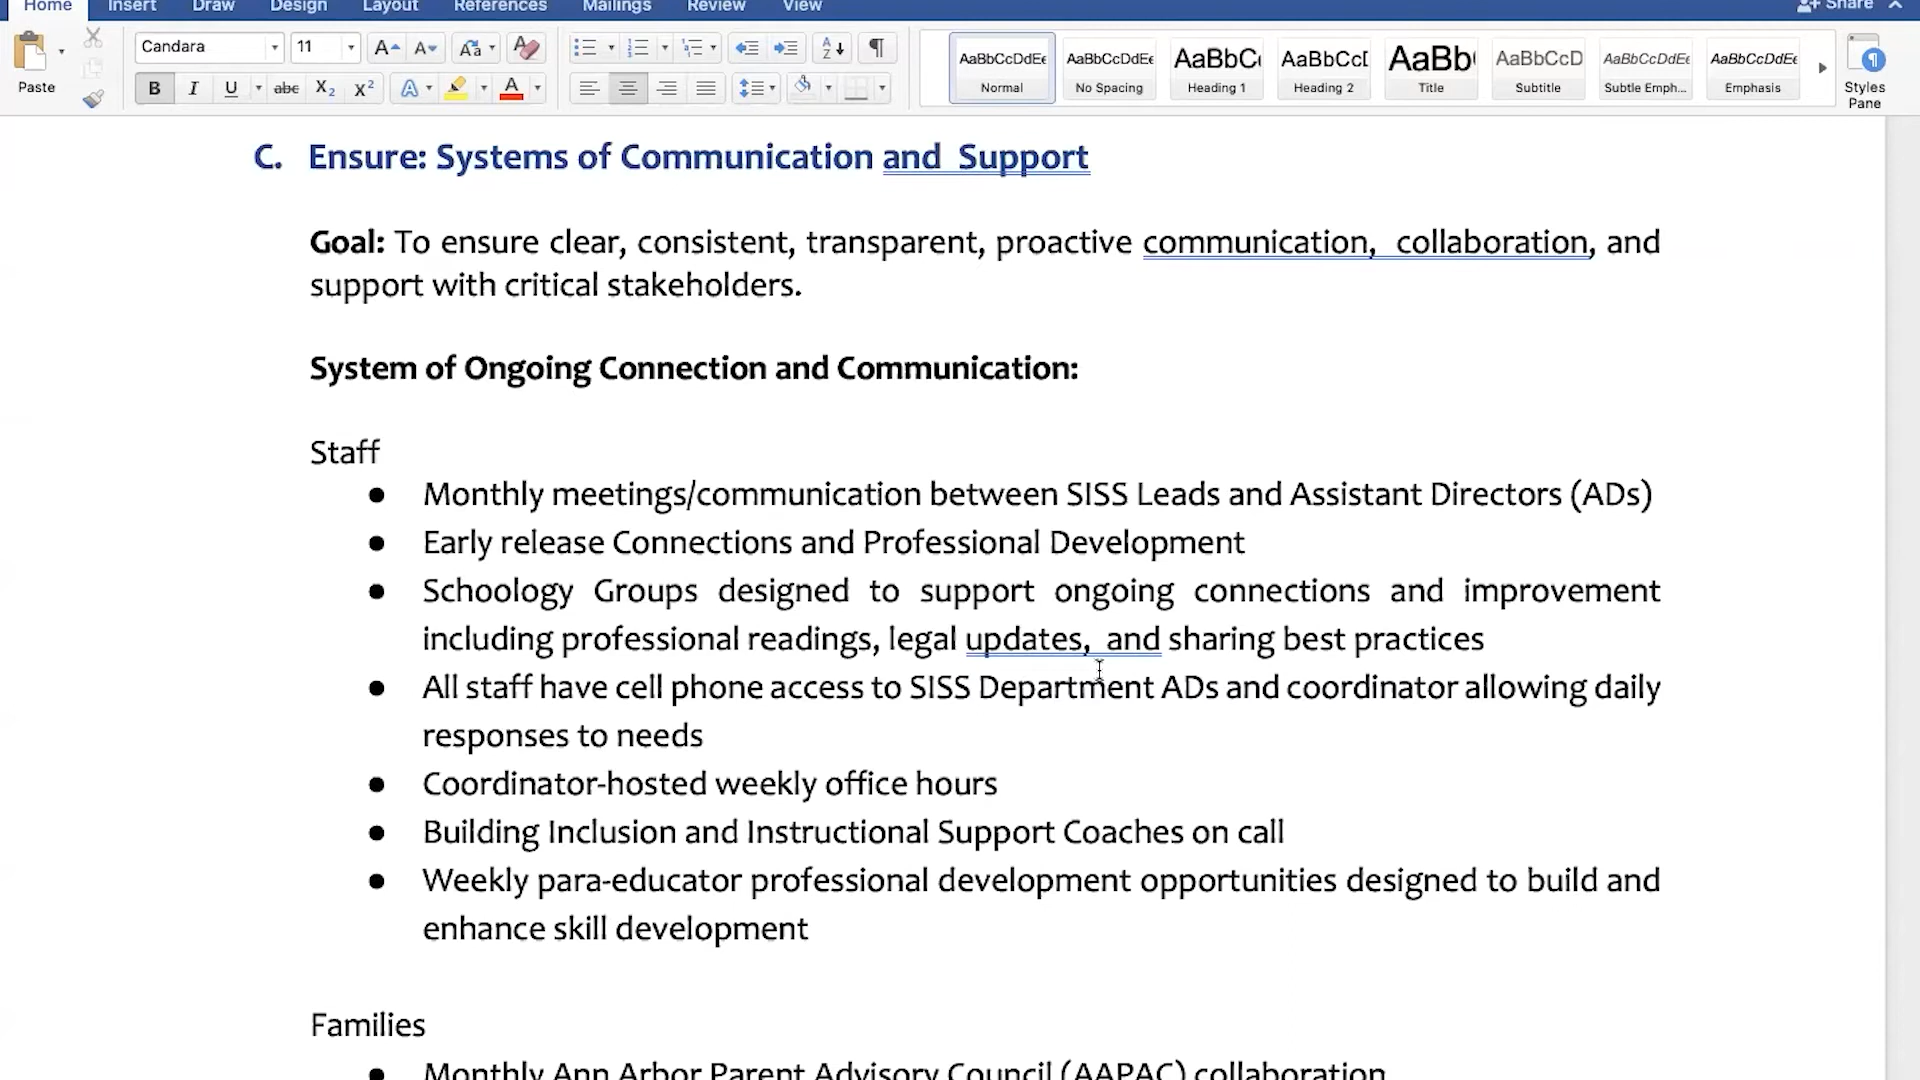 Home Insert Draw Design Layout References Mailings Review View Share
Candara 11 A A Aa A
Paste B I U abc X₂ X² A A ¶
AaBbCcDdEe AaBbCcDdEe AaBbC AaBbCcD AaBb AaBbCcD AaBbCcDdEe AaBbCcDdEe
Normal No Spacing Heading 1 Heading 2 Title Subtitle Subtle Emph... Emphasis Styles
Pane
C. Ensure: Systems of Communication and  Support
Goal: To ensure clear, consistent, transparent, proactive communication,  collaboration, and
support with critical stakeholders.
System of Ongoing Connection and Communication:
Staff
● Monthly meetings/communication between SISS Leads and Assistant Directors (ADs)
● Early release Connections and Professional Development
● Schoology Groups designed to support ongoing connections and improvement
including professional readings, legal updates,  and sharing best practices
● All staff have cell phone access to SISS Department ADs and coordinator allowing daily
responses to needs
● Coordinator-hosted weekly office hours
● Building Inclusion and Instructional Support Coaches on call
● Weekly para-educator professional development opportunities designed to build and
enhance skill development
Families
● Monthly Ann Arbor Parent Advisory Council (AAPAC) collaboration